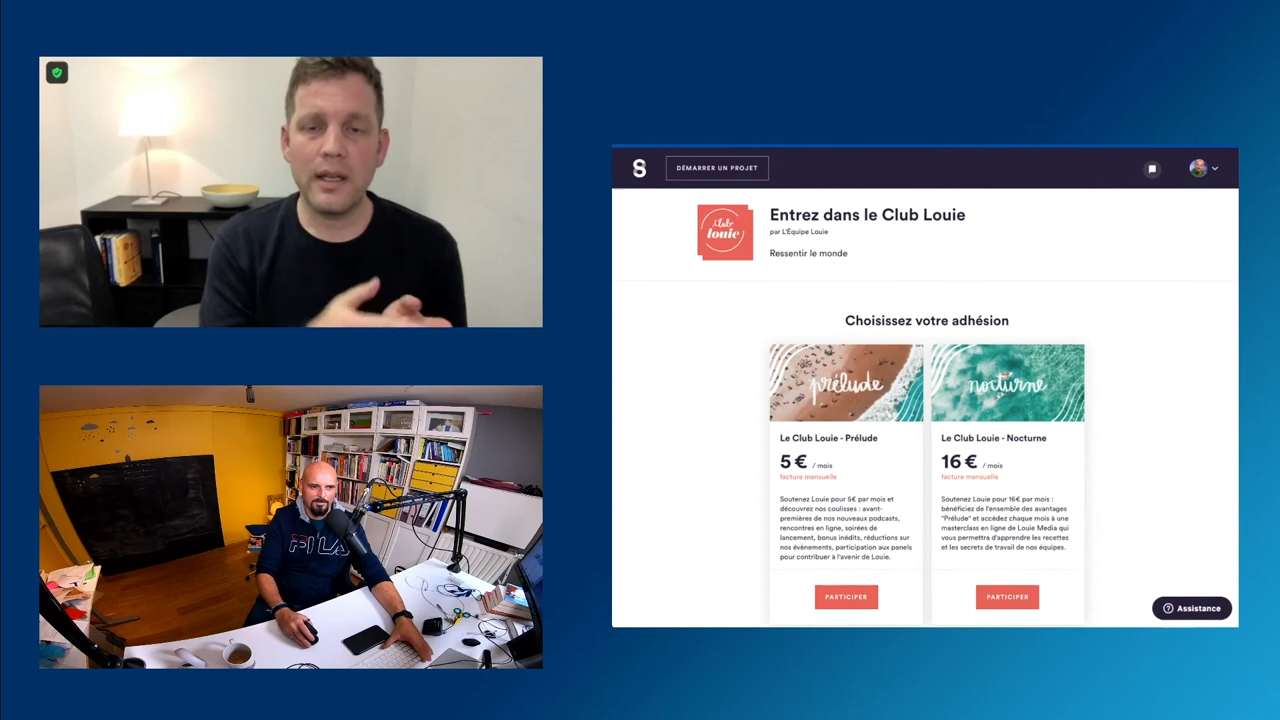 FILA
S
DÉMARRER UN PROJET
club
louie
Entrez dans le Club Louie
par L'Équipe Louie
Ressentir le monde
Choisissez votre adhésion
prélude
Le Club Louie - Prélude
5 € / mois
facture mensuelle
Soutenez Louie pour 5€ par mois et
découvrez nos coulisses : avant-
premières de nos nouveaux podcasts,
rencontres en ligne, soirées de
lancement, bonus inédits, réductions sur
nos évènements, participation aux panels
pour contribuer à l'avenir de Louie.
PARTICIPER
nocturne
Le Club Louie - Nocturne
16 € / mois
facture mensuelle
Soutenez Louie pour 16€ par mois :
bénéficiez de l'ensemble des avantages
"Prélude" et accédez chaque mois à une
masterclass en ligne de Louie Media qui
vous permettra d'apprendre les recettes
et les secrets de travail de nos équipes.
PARTICIPER
Assistance